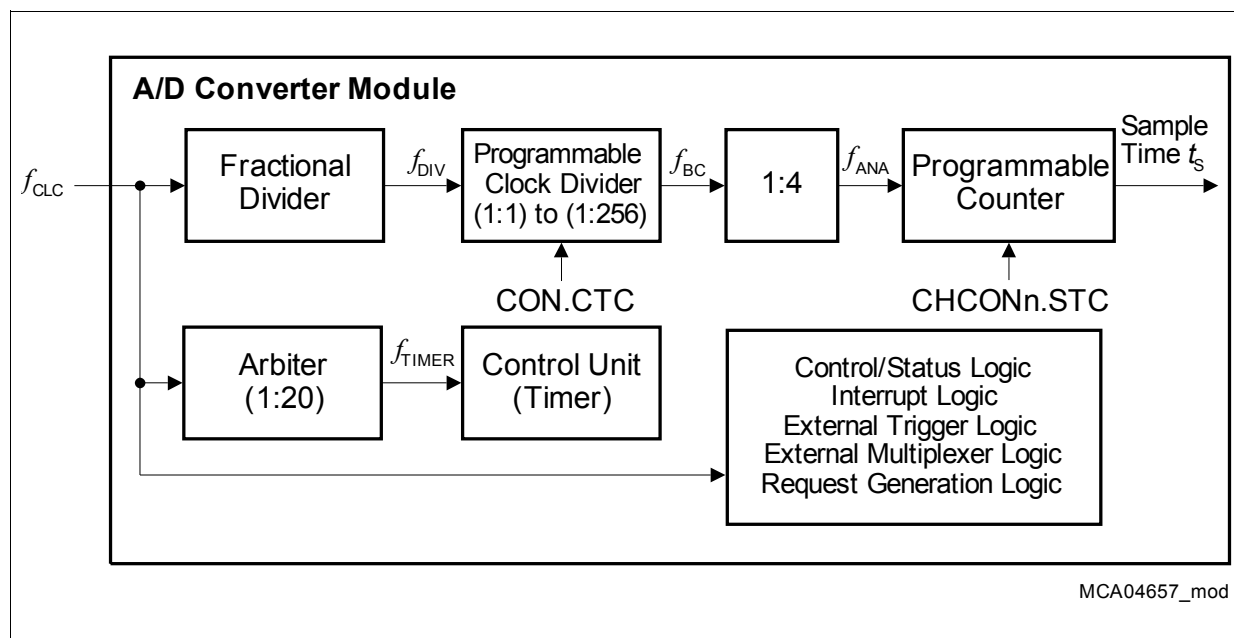 A/D Converter Module
fCLC
Fractional
Divider
fDIV
Programmable
Clock Divider
(1:1) to (1:256)
fBC
1:4
fANA
Programmable
Counter
Sample
Time tS
CON.CTC
CHCONn.STC
Arbiter
(1:20)
fTIMER
Control Unit
(Timer)
Control/Status Logic
Interrupt Logic
External Trigger Logic
External Multiplexer Logic
Request Generation Logic
MCA04657_mod